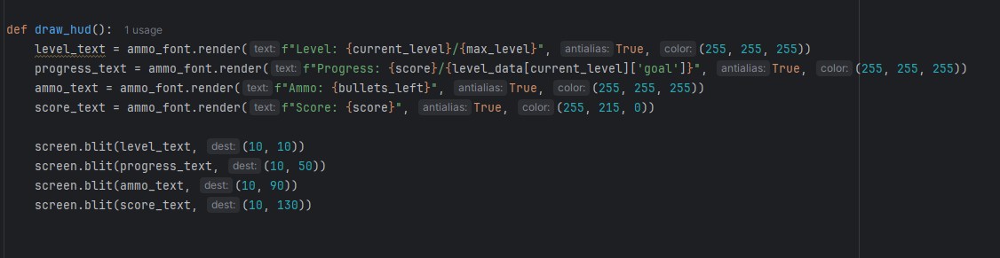 def draw_hud(): 1 usage
level_text = ammo_font.render( text: f"Level: {current_level}/{max_level}", antialias: True, color: (255, 255, 255))
progress_text = ammo_font.render( text: f"Progress: {score}/{level_data[current_level]['goal']}", antialias: True, color: (255, 255, 255))
ammo_text = ammo_font.render( text: f"Ammo: {bullets_left}", antialias: True, color: (255, 255, 255))
score_text = ammo_font.render( text: f"Score: {score}", antialias: True, color: (255, 215, 0))
screen.blit(level_text, dest: (10, 10))
screen.blit(progress_text, dest: (10, 50))
screen.blit(ammo_text, dest: (10, 90))
screen.blit(score_text, dest: (10, 130))